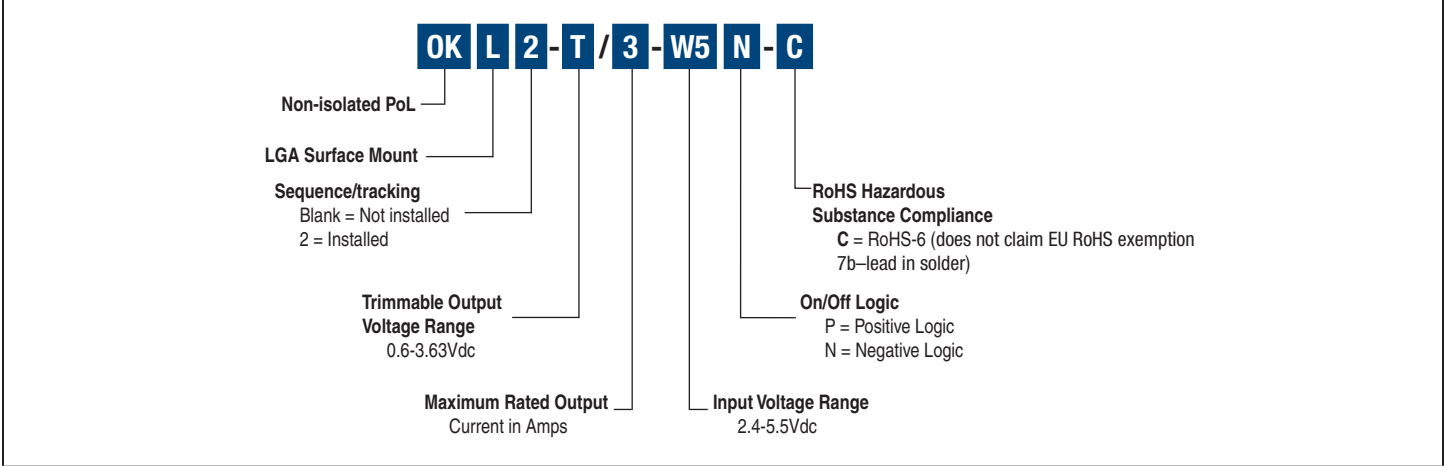 OK L 2 - T / 3 - W5 N - C
Non-isolated PoL
LGA Surface Mount
Sequence/tracking
Blank = Not installed
2 = Installed
Trimmable Output
Voltage Range
0.6-3.63Vdc
Maximum Rated Output
Current in Amps
RoHS Hazardous
Substance Compliance
C = RoHS-6 (does not claim EU RoHS exemption
7b–lead in solder)
On/Off Logic
P = Positive Logic
N = Negative Logic
Input Voltage Range
2.4-5.5Vdc